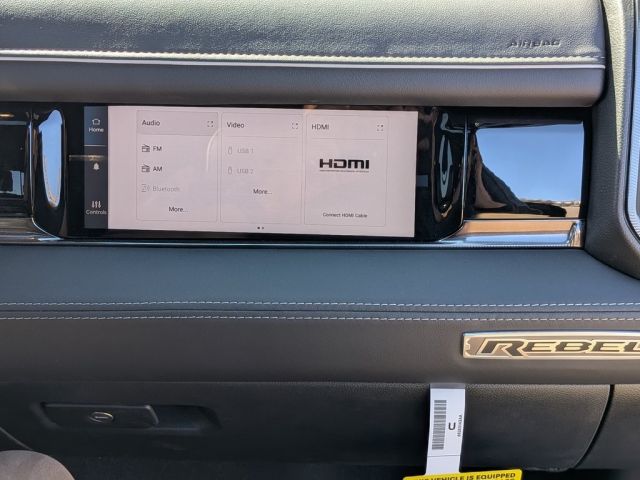 AIRBAG
Home
Controls
Audio
FM
AM
Bluetooth
More...
Video
USB 1
USB 2
More...
HDMI
HDMI
Connect HDMI Cable
REBEL
U
VEHICLE IS EQUIPPED